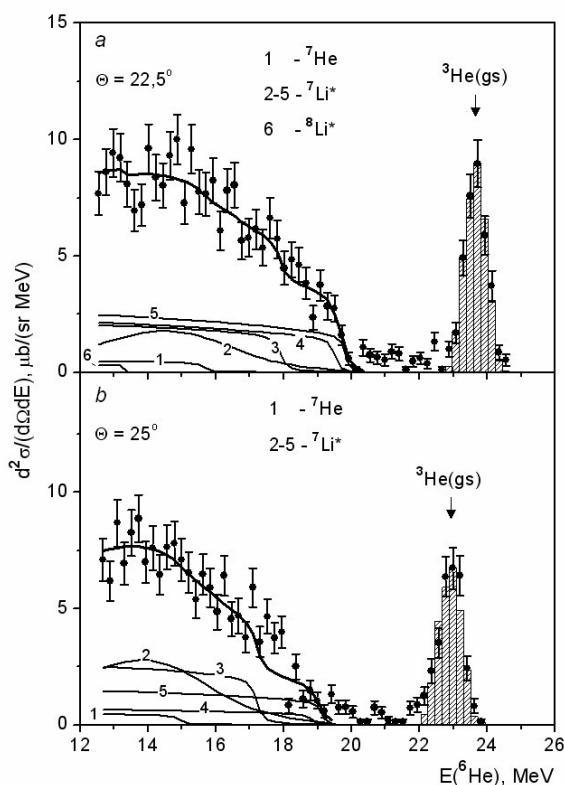 d²σ/(dΩdE), μb/(sr MeV)
15
10
5
0
a
Θ = 22,5°
1 - ⁷He
2-5 - ⁷Li*
6 - ⁸Li*
³He(gs)
5
6
1
2
3
4
b
Θ = 25°
1 - ⁷He
2-5 - ⁷Li*
³He(gs)
10
5
0
2
3
5
4
1
12 14 16 18 20 22 24 26
E(⁶He), MeV